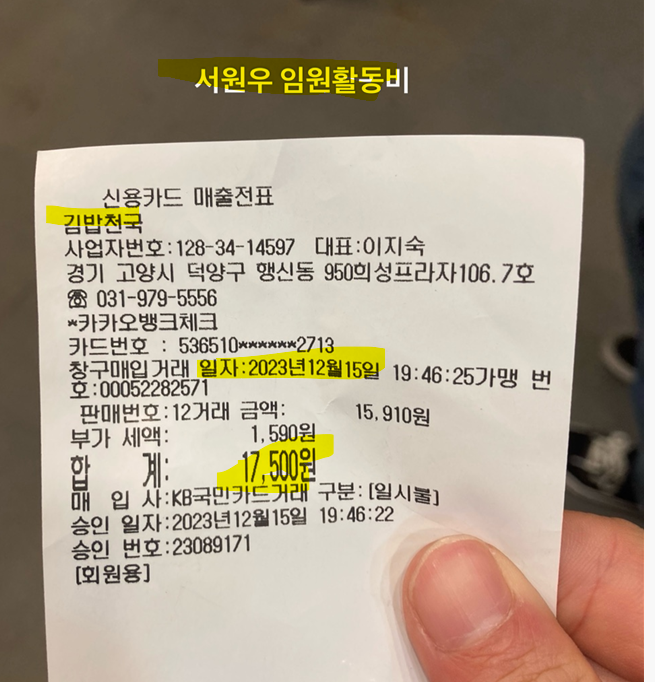 서원우 임원활동비
신용카드 매출전표
김밥천국
사업자번호:128-34-14597 대표:이지숙
경기 고양시 덕양구 행신동 950희성프라자106.7호
☎ 031-979-5556
*카카오뱅크체크
카드번호 : 536510******2713
창구매입거래 일자:2023년12월15일 19:46:25가맹 번
호:00052282571
판매번호:12거래 금액: 15,910원
부가 세액: 1,590원
합 계: 17,500원
매 입 사:KB국민카드거래 구분:[일시불]
승인 일자:2023년12월15일 19:46:22
승인 번호:23089171
[회원용]